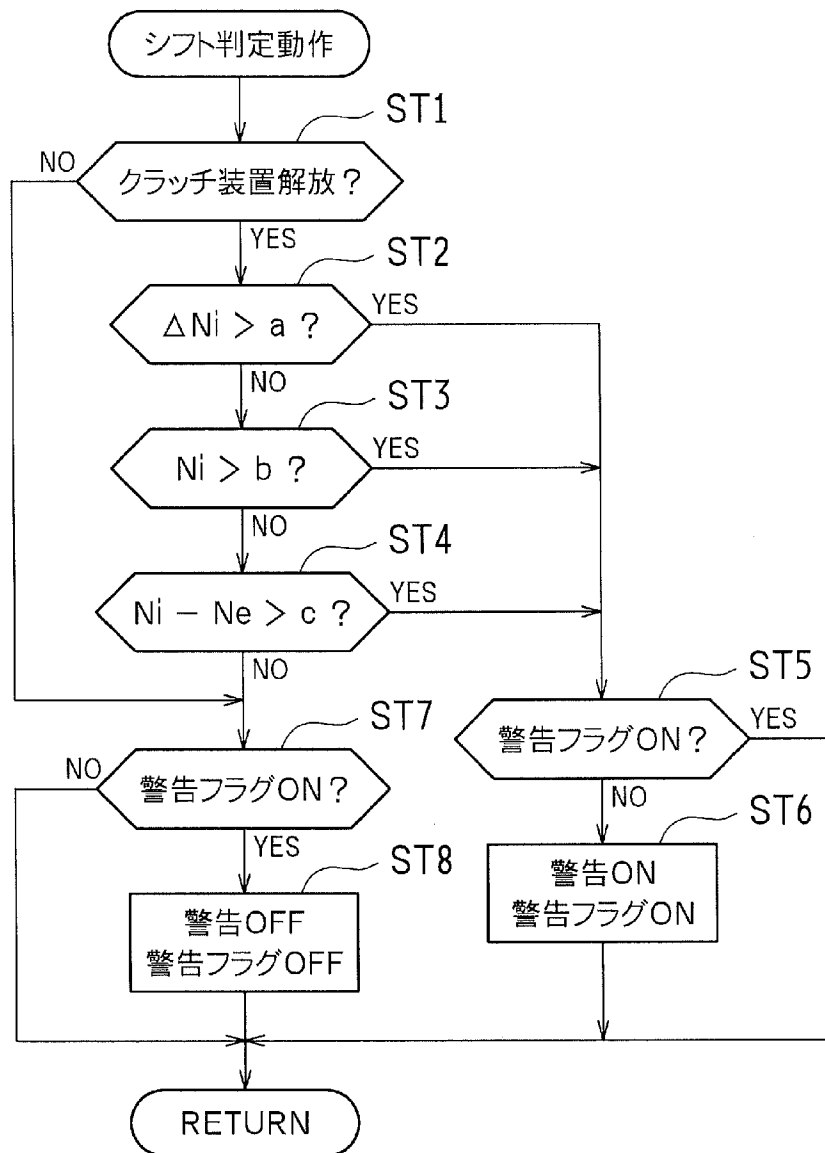 シフト判定動作
ST1
クラッチ装置解放?
NO
YES
ST2
ΔNi > a ?
YES
NO
ST3
Ni > b ?
YES
NO
ST4
Ni − Ne > c ?
YES
NO
ST5
警告フラグON?
YES
NO
ST6
警告ON
警告フラグON
ST7
警告フラグON?
NO
YES
ST8
警告OFF
警告フラグOFF
RETURN